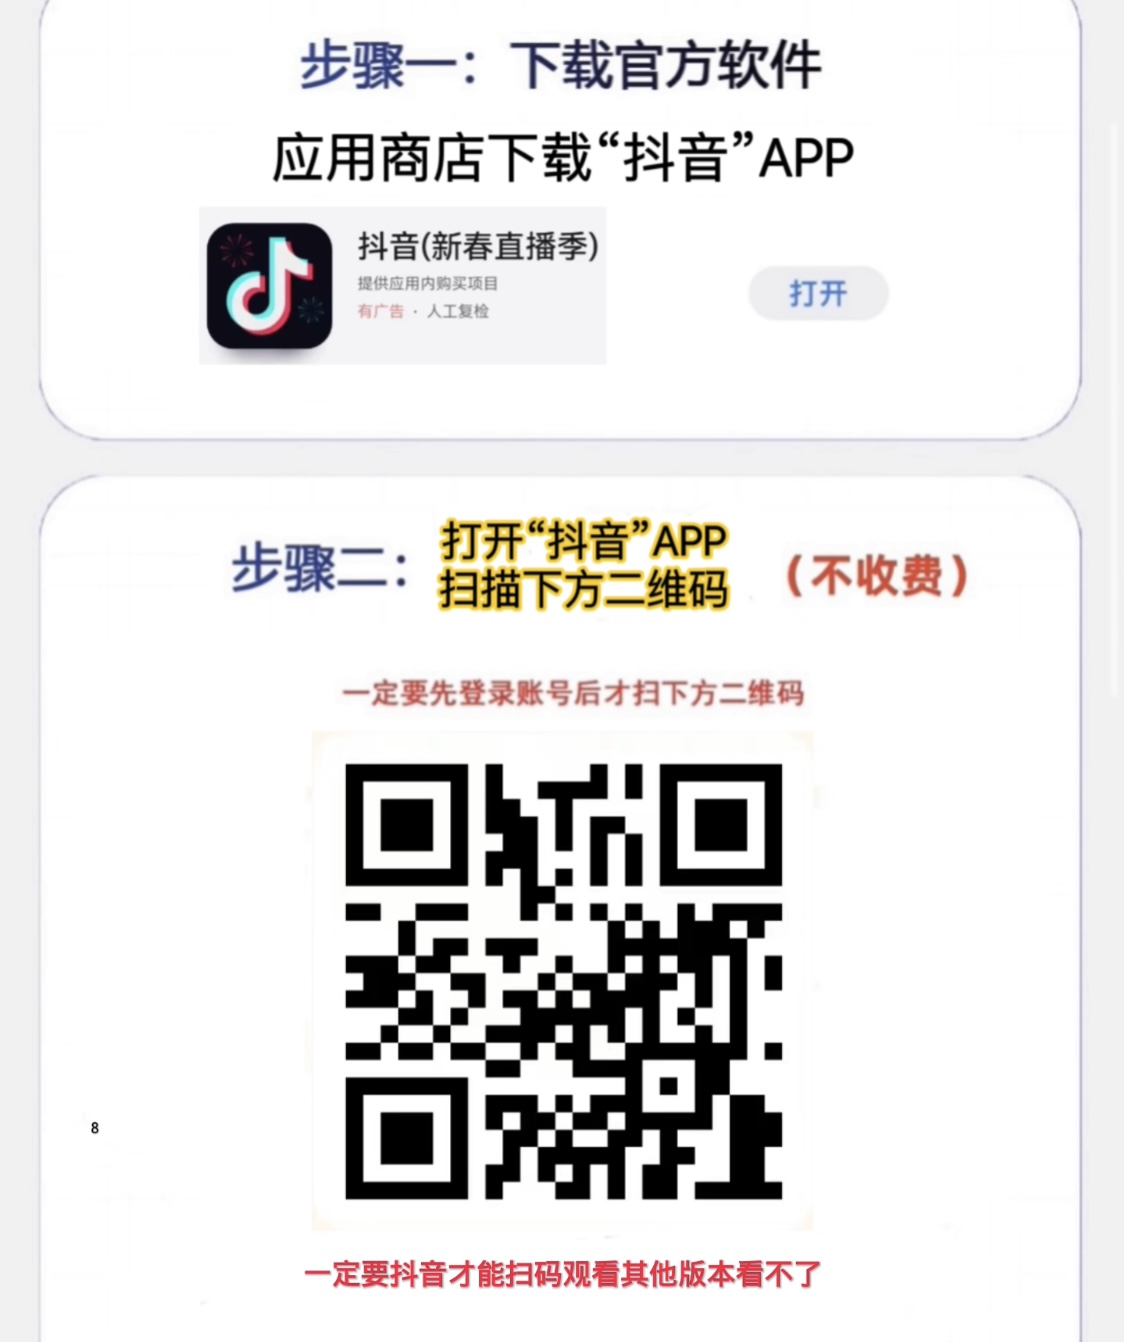 步骤一：下载官方软件
应用商店下载“抖音”APP
抖音(新春直播季)
提供应用内购买项目
有广告 · 人工复检
打开
步骤二：
打开“抖音”APP
扫描下方二维码
（不收费）
一定要先登录账号后才扫下方二维码
8
一定要抖音才能扫码观看其他版本看不了